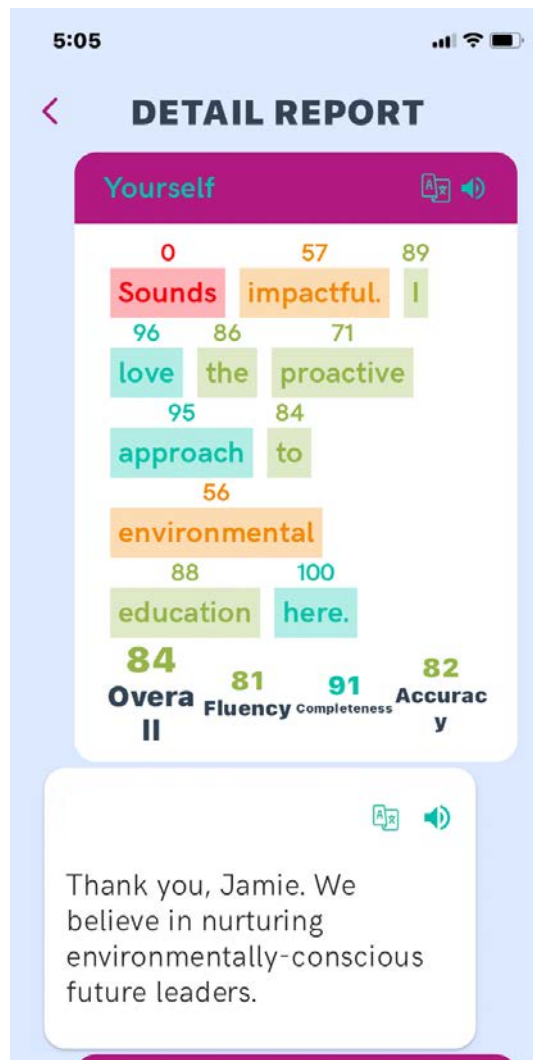 5:05
DETAIL REPORT
Yourself
0 57 89
Sounds impactful. I
96 86 71
love the proactive
95 84
approach to
56
environmental
88 100
education here.
84 81 91 82
Overa Fluency Completeness Accurac
ll y
Thank you, Jamie. We
believe in nurturing
environmentally-conscious
future leaders.